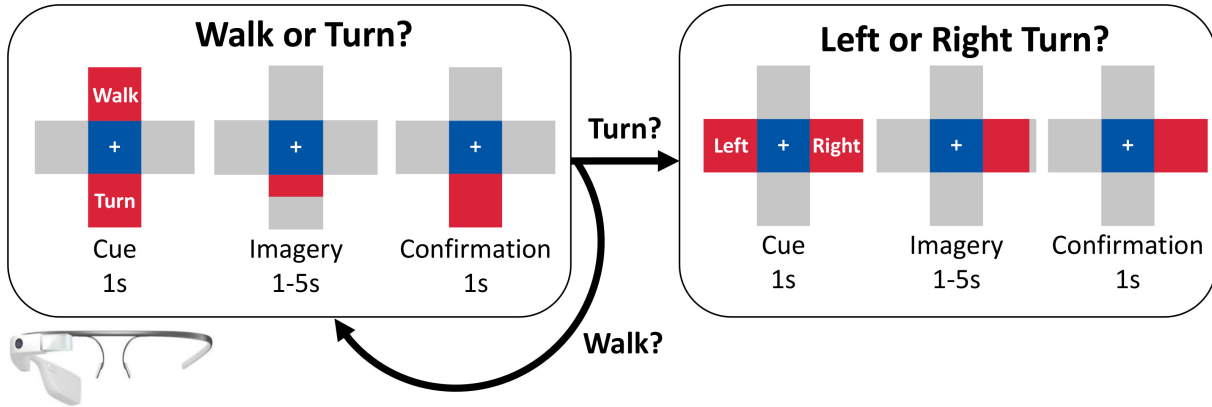 Walk or Turn?
Walk
+
Turn
Cue
1s
+
Imagery
1-5s
+
Confirmation
1s
Turn?
Walk?
Left or Right Turn?
Left + Right
Cue
1s
+
Imagery
1-5s
+
Confirmation
1s